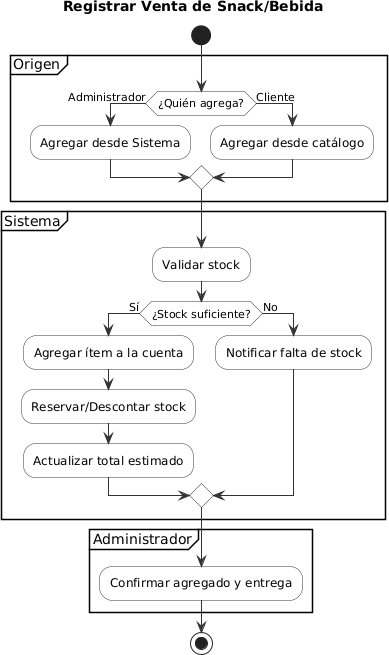 Registrar Venta de Snack/Bebida
Origen
¿Quién agrega?
Administrador
Cliente
Agregar desde Sistema
Agregar desde catálogo
Sistema
Validar stock
¿Stock suficiente?
Sí
No
Agregar ítem a la cuenta
Notificar falta de stock
Reservar/Descontar stock
Actualizar total estimado
Administrador
Confirmar agregado y entrega